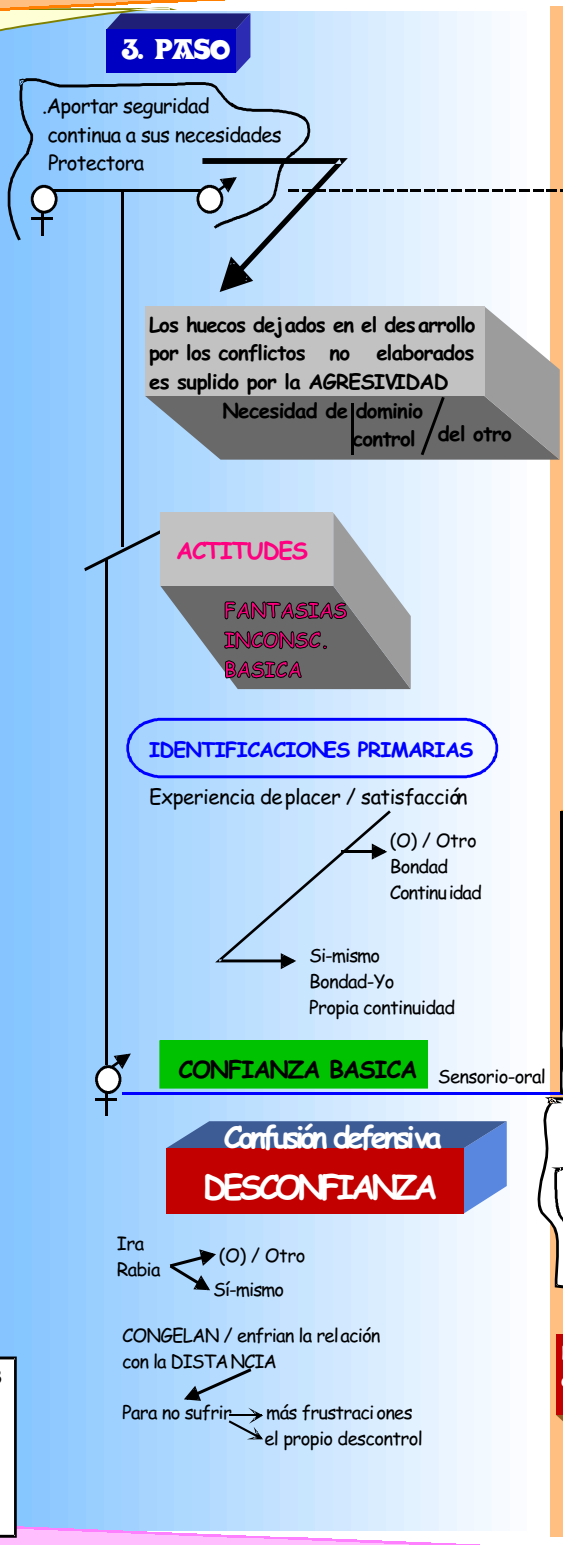 3. PASO
.Aportar seguridad
continua a sus necesidades
Protectora
Los huecos dejados en el desarrollo
por los conflictos no elaborados
es suplido por la AGRESIVIDAD
Necesidad de dominio
control / del otro
ACTITUDES
FANTASIAS
INCONSC.
BASICA
IDENTIFICACIONES PRIMARIAS
Experiencia de placer / satisfacción
(O) / Otro
Bondad
Continuidad
Si-mismo
Bondad-Yo
Propia continuidad
CONFIANZA BASICA
Sensorio-oral
Confusión defensiva
DESCONFIANZA
Ira
Rabia
(O) / Otro
Sí-mismo
CONGELAN / enfrian la relación
con la DISTANCIA
Para no sufrir
más frustraciones
el propio descontrol